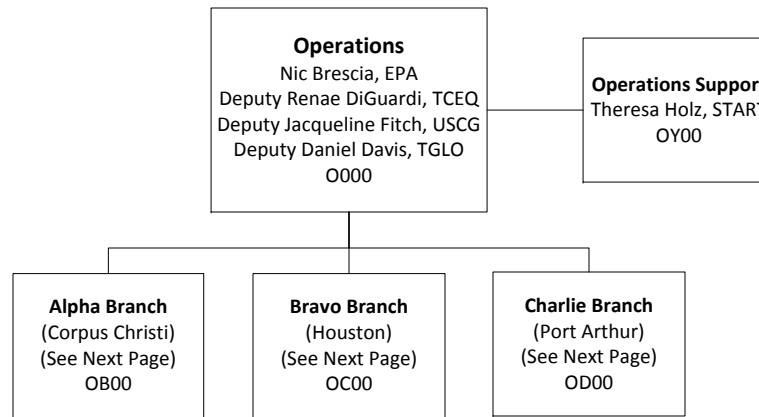 Operations
Nic Brescia, EPA
Deputy Renae DiGuardi, TCEQ
Deputy Jacqueline Fitch, USCG
Deputy Daniel Davis, TGLO
O000
Operations Suppor
Theresa Holz, START
OY00
Alpha Branch
(Corpus Christi)
(See Next Page)
OB00
Bravo Branch
(Houston)
(See Next Page)
OC00
Charlie Branch
(Port Arthur)
(See Next Page)
OD00